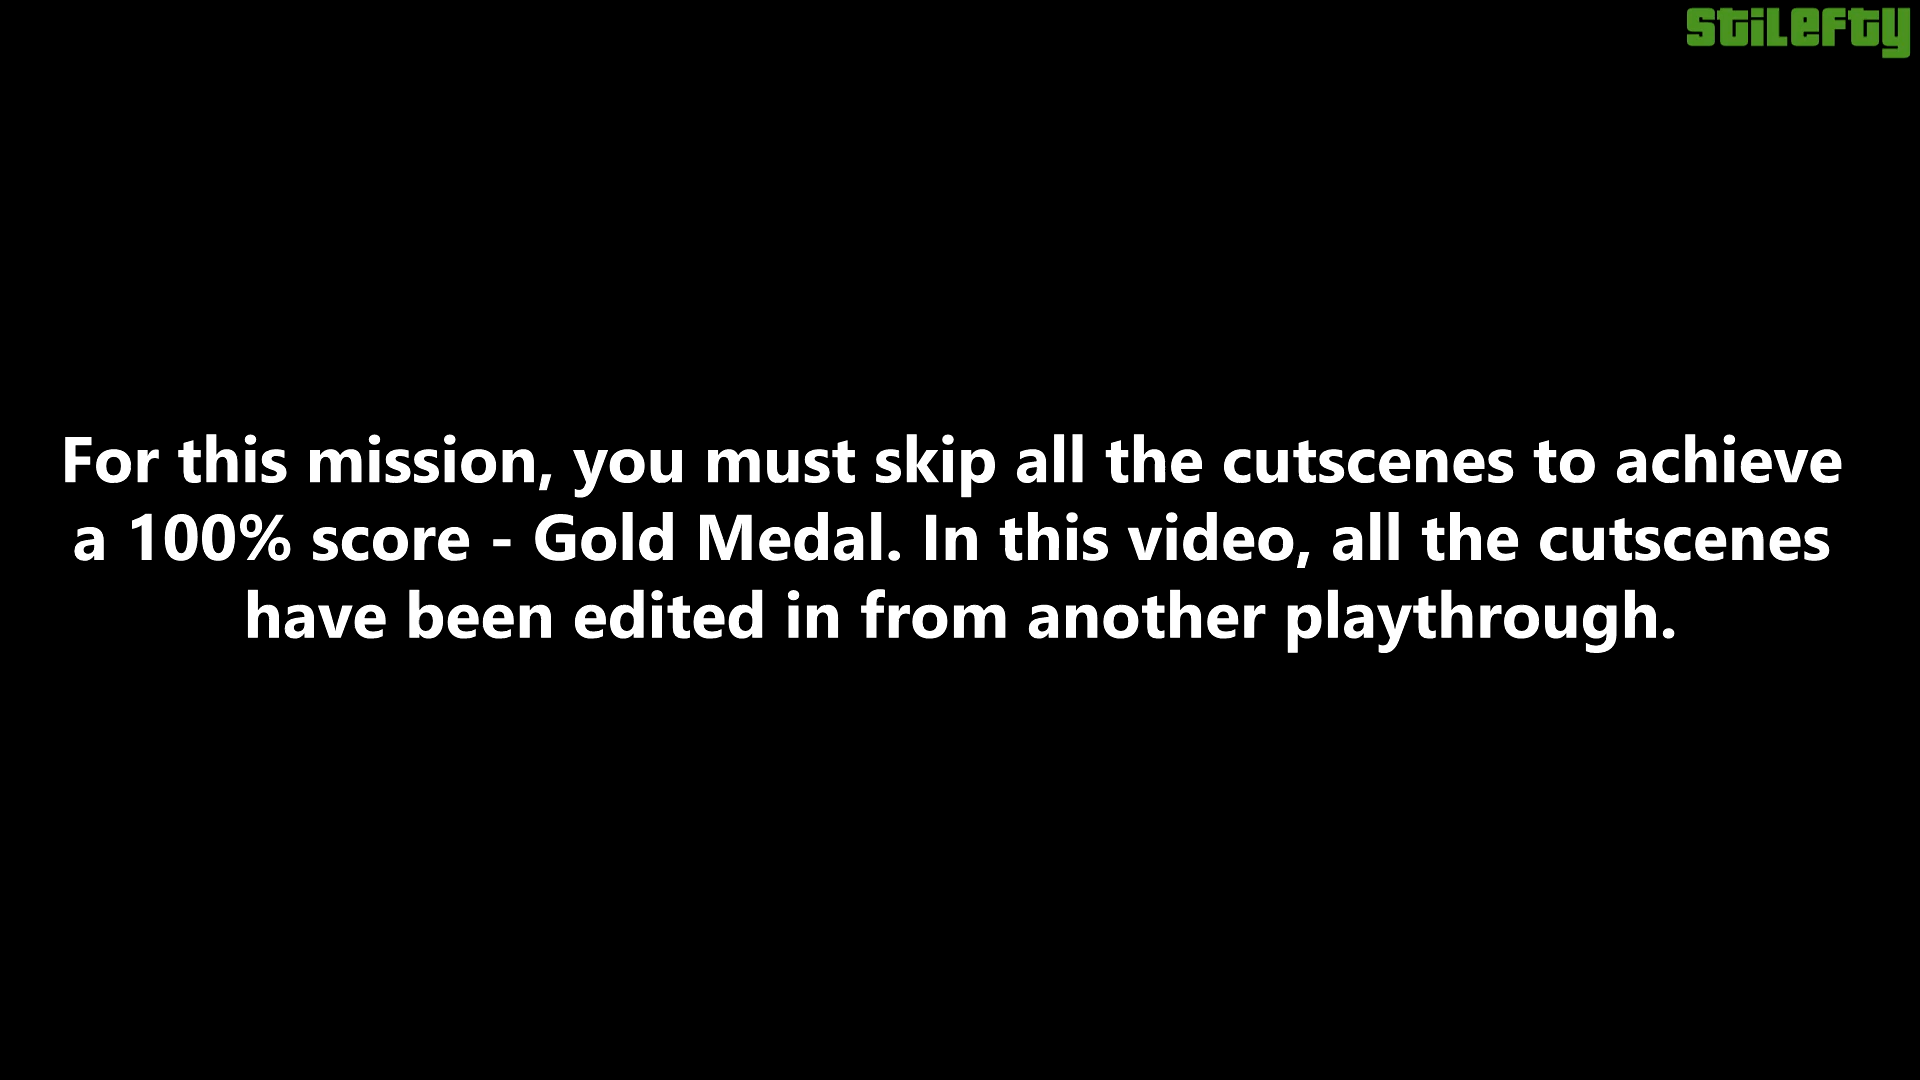 stilefty
For this mission, you must skip all the cutscenes to achieve
a 100% score - Gold Medal. In this video, all the cutscenes
have been edited in from another playthrough.